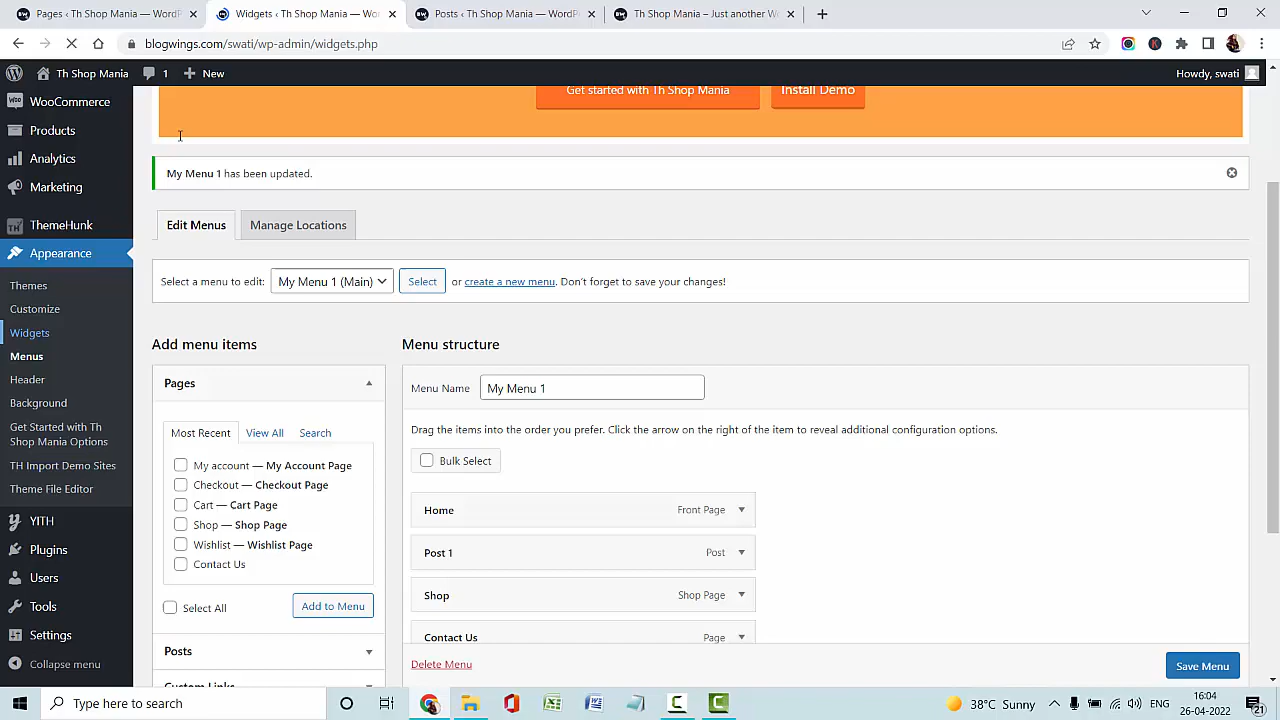 Pages ‹ Th Shop Mania — WordPr
Widgets ‹ Th Shop Mania — Wor
Posts ‹ Th Shop Mania — WordP
Th Shop Mania – Just another W
blogwings.com/swati/wp-admin/widgets.php
Th Shop Mania
1
New
Howdy, swati
WooCommerce
Products
Analytics
Marketing
ThemeHunk
Appearance
Themes
Customize
Widgets
Menus
Header
Background
Get Started with Th
Shop Mania Options
TH Import Demo Sites
Theme File Editor
YITH
Plugins
Users
Tools
Settings
Collapse menu
Get started with Th Shop Mania
Install Demo
My Menu 1 has been updated.
Edit Menus
Manage Locations
Select a menu to edit:
My Menu 1 (Main)
Select
or create a new menu. Don't forget to save your changes!
Add menu items
Pages
Most Recent
View All
Search
My account — My Account Page
Checkout — Checkout Page
Cart — Cart Page
Shop — Shop Page
Wishlist — Wishlist Page
Contact Us
Select All
Add to Menu
Posts
Custom Links
Menu structure
Menu Name
My Menu 1
Drag the items into the order you prefer. Click the arrow on the right of the item to reveal additional configuration options.
Bulk Select
Home
Front Page
Post 1
Post
Shop
Shop Page
Contact Us
Page
Delete Menu
Save Menu
Type here to search
38°C Sunny
ENG
16:04
26-04-2022
21